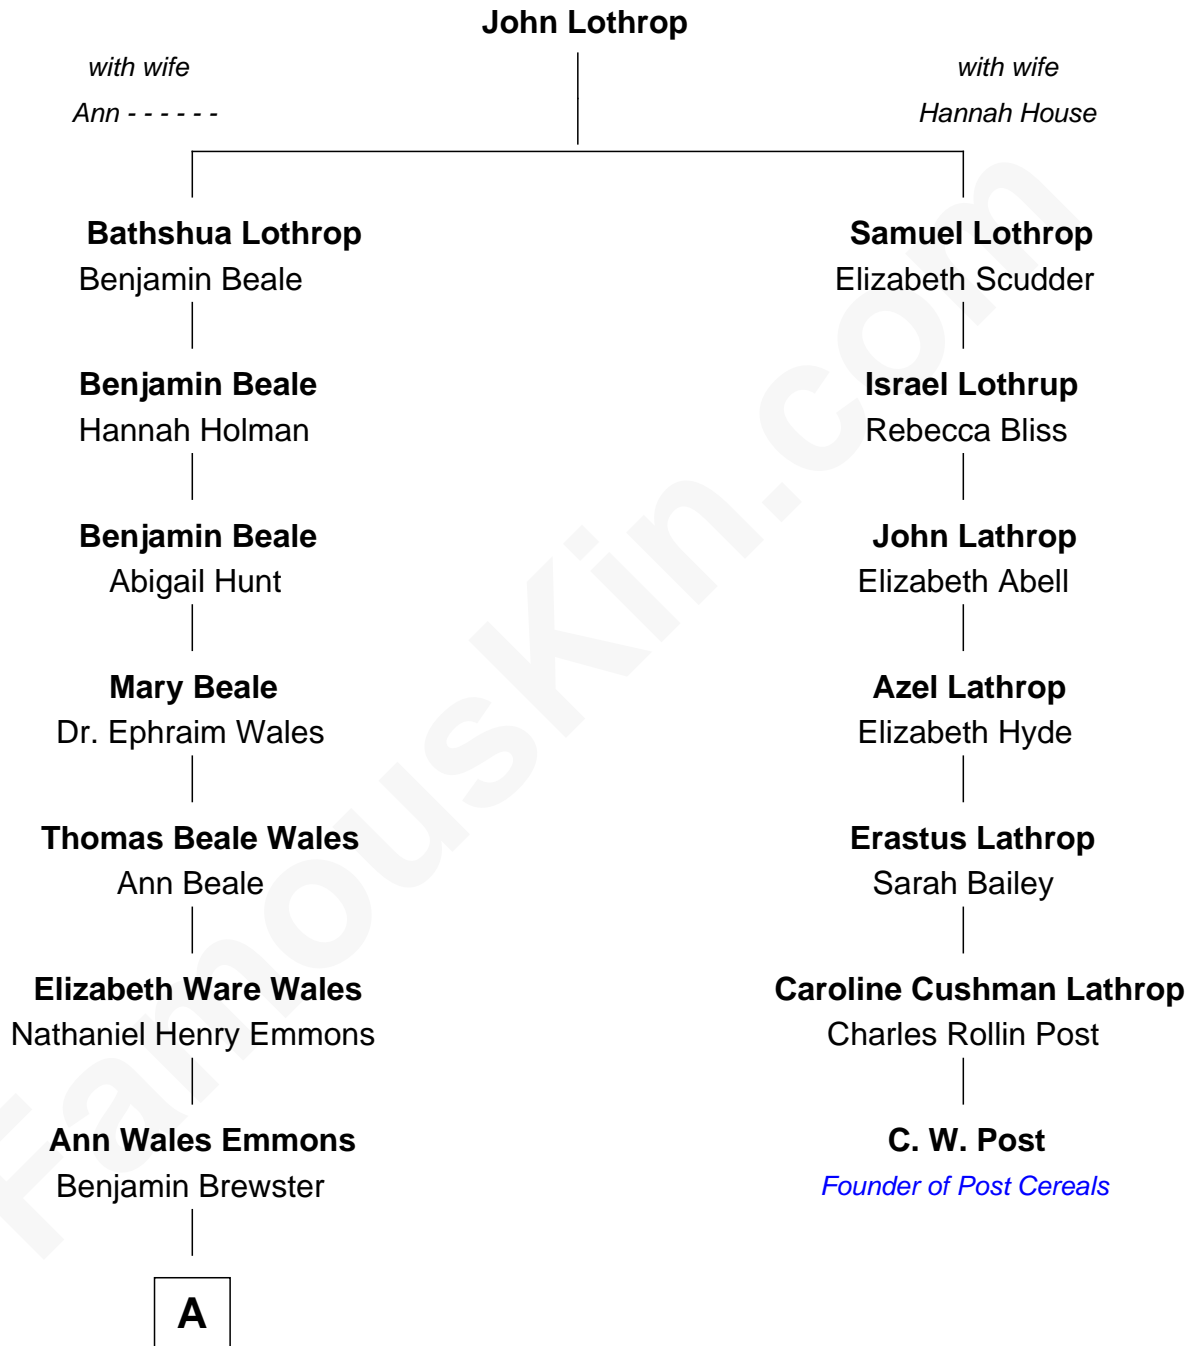 John Lothrop
with wife
Ann - - - - - -
with wife
Hannah House
Bathshua Lothrop
Benjamin Beale
Samuel Lothrop
Elizabeth Scudder
Benjamin Beale
Hannah Holman
Israel Lothrup
Rebecca Bliss
Benjamin Beale
Abigail Hunt
John Lathrop
Elizabeth Abell
Mary Beale
Dr. Ephraim Wales
Azel Lathrop
Elizabeth Hyde
Thomas Beale Wales
Ann Beale
Erastus Lathrop
Sarah Bailey
Elizabeth Ware Wales
Nathaniel Henry Emmons
Caroline Cushman Lathrop
Charles Rollin Post
Ann Wales Emmons
Benjamin Brewster
C. W. Post
Founder of Post Cereals
A
FamousKin.com